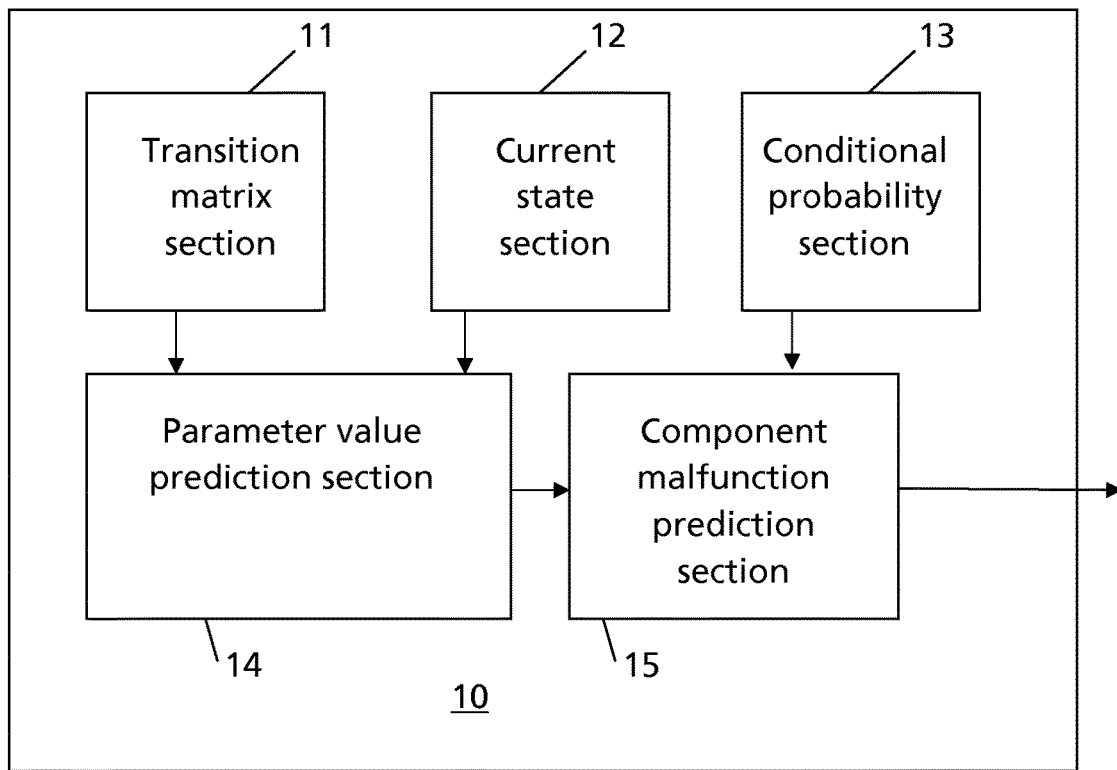 11
12
13
Transition
matrix
section
Current
state
section
Conditional
probability
section
Parameter value
prediction section
Component
malfunction
prediction
section
14
15
10